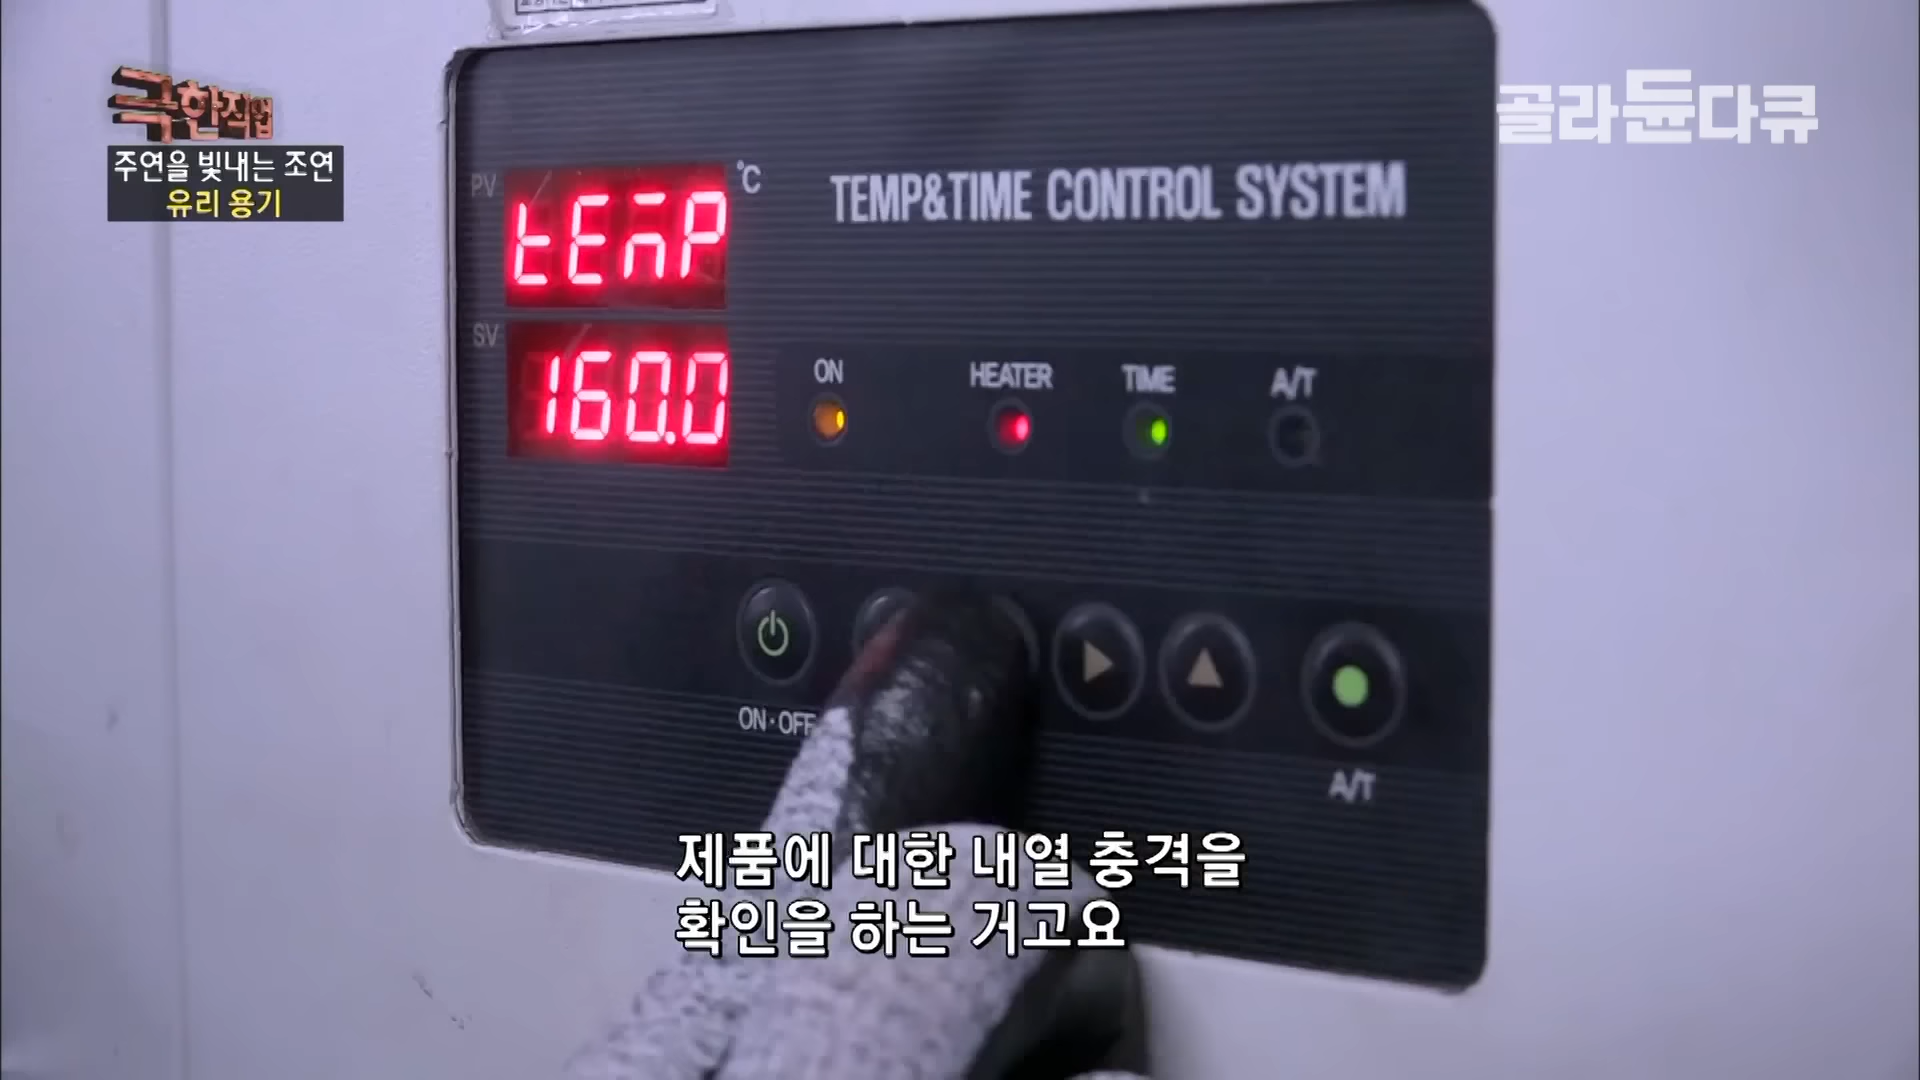 극한직업
주연을 빛내는 조연
유리 용기
골라듄다큐
PV
tEmP
°C
TEMP&TIME CONTROL SYSTEM
SV
160.0
ON
HEATER
TIME
A/T
ON·OFF
A/T
제품에 대한 내열 충격을
확인을 하는 거고요